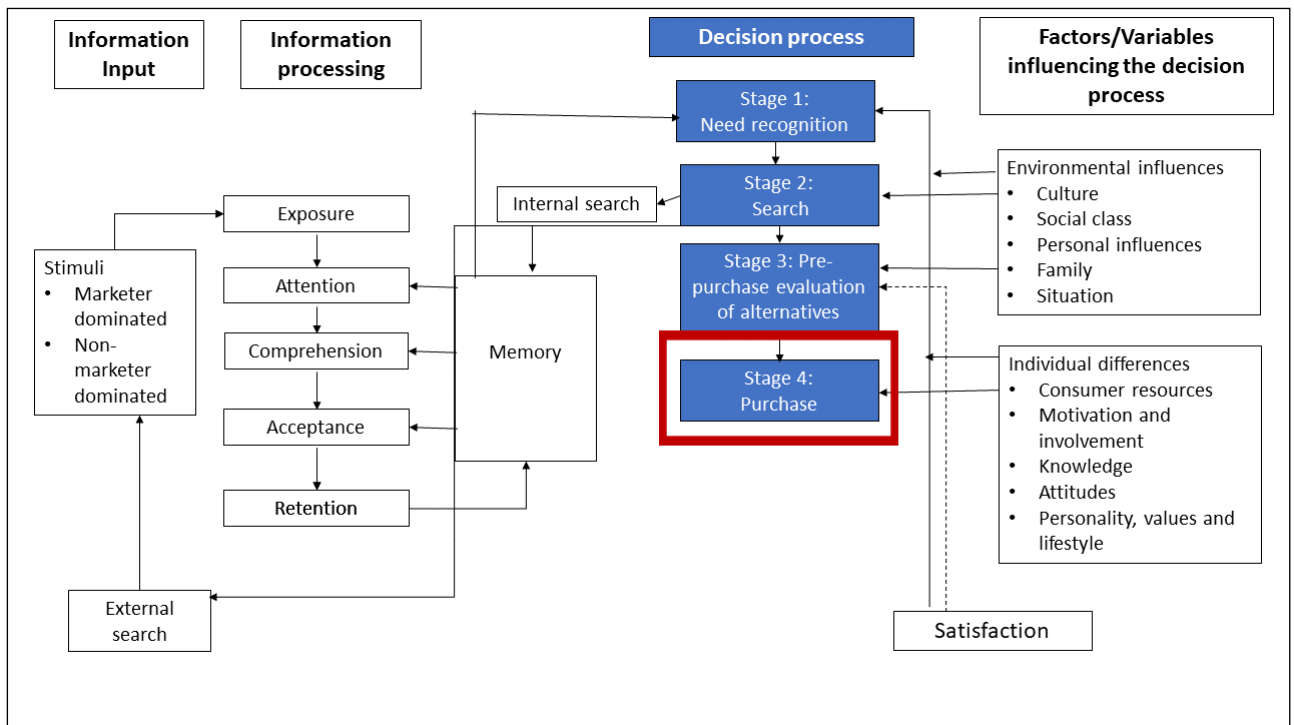 Information
Input
Information
processing
Decision process
Factors/Variables
influencing the decision
process
Stage 1:
Need recognition
Stage 2:
Search
Internal search
Stage 3: Pre-
purchase evaluation
of alternatives
Stage 4:
Purchase
Exposure
Attention
Comprehension
Acceptance
Retention
Memory
Stimuli
• Marketer
dominated
• Non-
marketer
dominated
External
search
Environmental influences
• Culture
• Social class
• Personal influences
• Family
• Situation
Individual differences
• Consumer resources
• Motivation and
involvement
• Knowledge
• Attitudes
• Personality, values and
lifestyle
Satisfaction